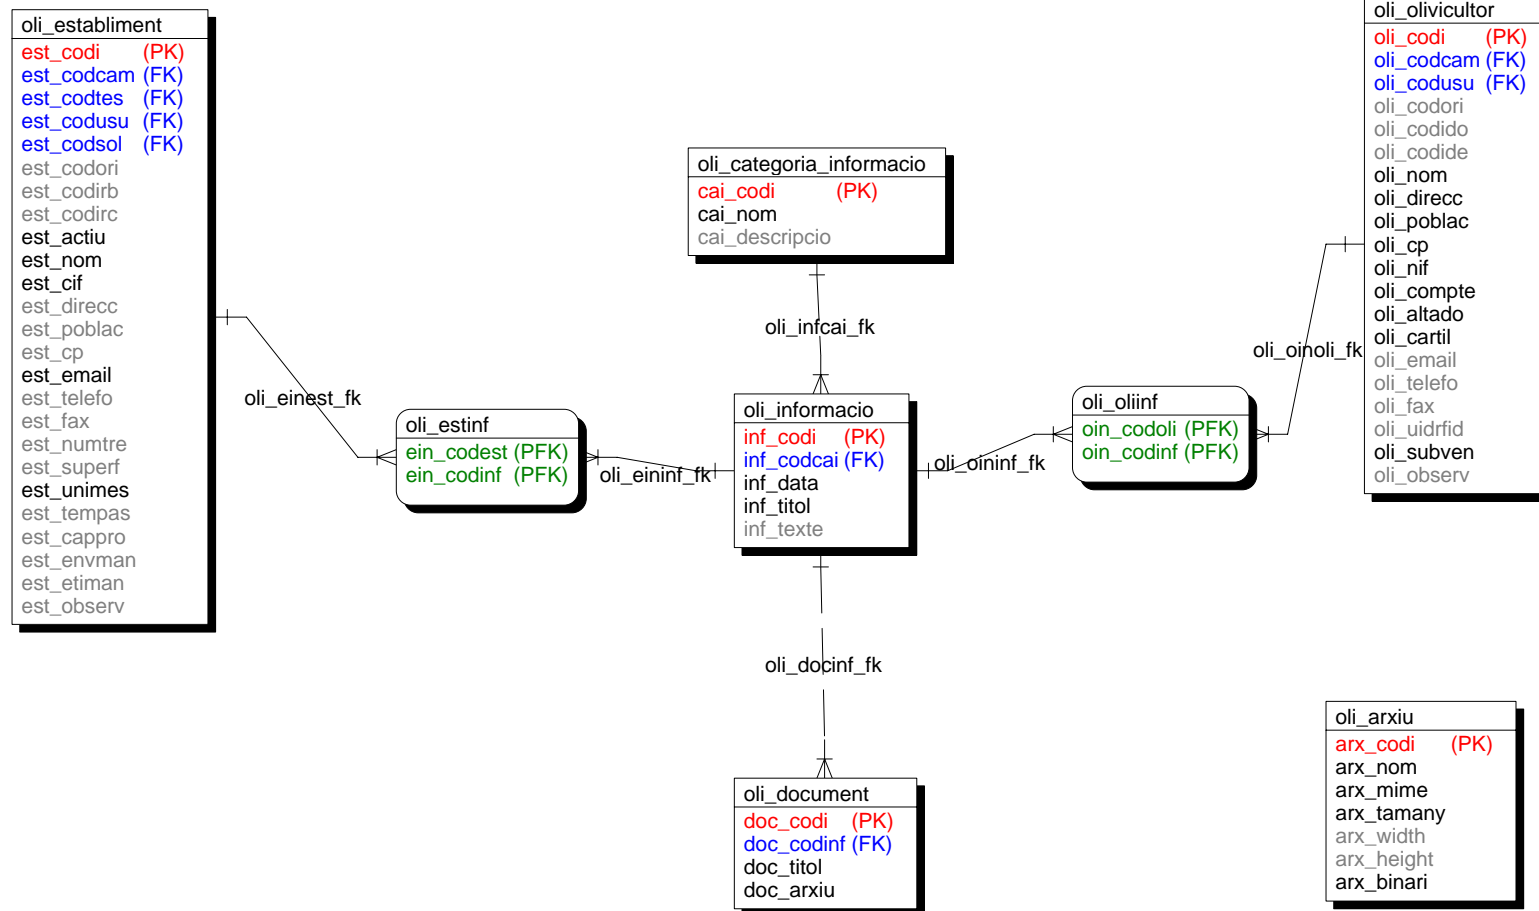 oli_establiment
est_codi (PK)
est_codcam (FK)
est_codtes (FK)
est_codusu (FK)
est_codsol (FK)
est_codori
est_codirb
est_codirc
est_actiu
est_nom
est_cif
est_direcc
est_poblac
est_cp
est_email
est_telefo
est_fax
est_numtre
est_superf
est_unimes
est_tempas
est_cappro
est_envman
est_etiman
est_observ
oli_einest_fk
oli_estinf
ein_codest (PFK)
ein_codinf (PFK)
oli_eininf_fk
oli_categoria_informacio
cai_codi (PK)
cai_nom
cai_descripcio
oli_infcai_fk
oli_informacio
inf_codi (PK)
inf_codcai (FK)
inf_data
inf_titol
inf_texte
oli_docinf_fk
oli_document
doc_codi (PK)
doc_codinf (FK)
doc_titol
doc_arxiu
oli_oininf_fk
oli_oliinf
oin_codoli (PFK)
oin_codinf (PFK)
oli_oinoli_fk
oli_olivicultor
oli_codi (PK)
oli_codcam (FK)
oli_codusu (FK)
oli_codori
oli_codido
oli_codide
oli_nom
oli_direcc
oli_poblac
oli_cp
oli_nif
oli_compte
oli_altado
oli_cartil
oli_email
oli_telefo
oli_fax
oli_uidrfid
oli_subven
oli_observ
oli_arxiu
arx_codi (PK)
arx_nom
arx_mime
arx_tamany
arx_width
arx_height
arx_binari